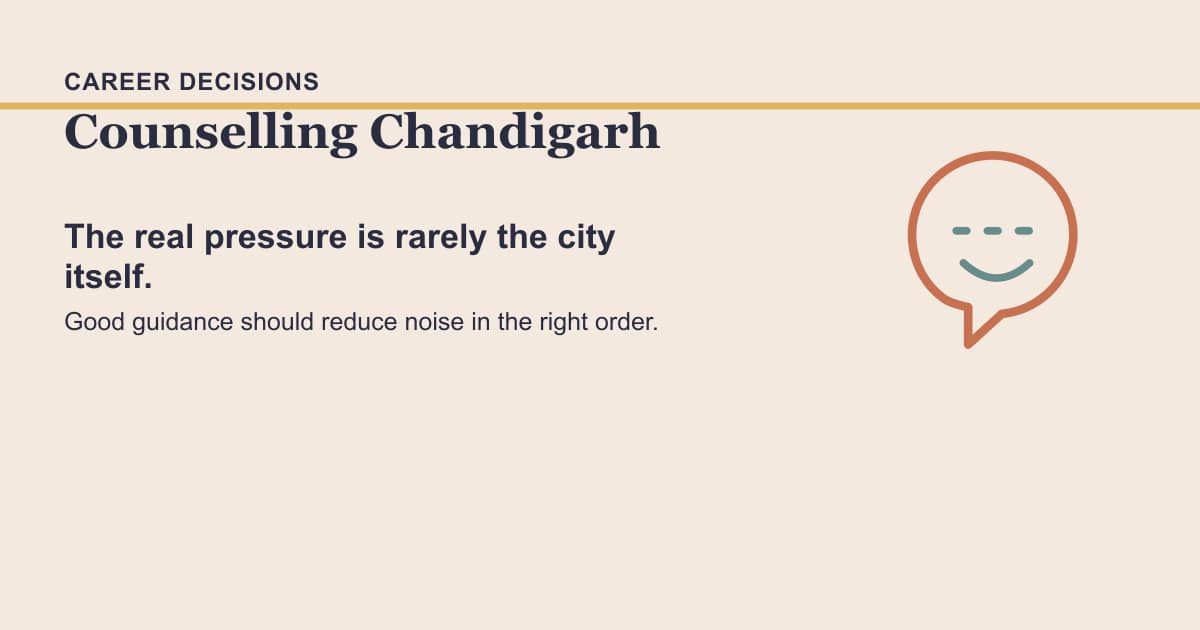 CAREER DECISIONS
Counselling Chandigarh
The real pressure is rarely the city
itself.
Good guidance should reduce noise in the right order.